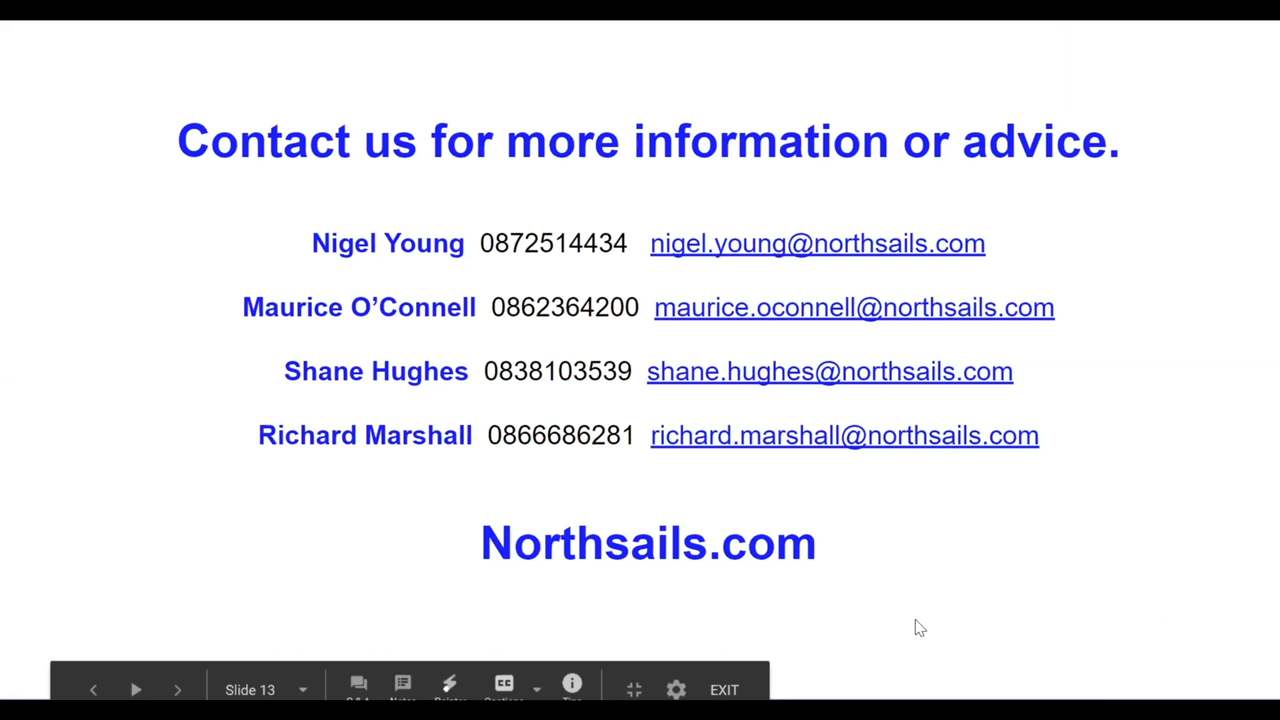 Contact us for more information or advice.
Nigel Young 0872514434 nigel.young@northsails.com
Maurice O’Connell 0862364200 maurice.oconnell@northsails.com
Shane Hughes 0838103539 shane.hughes@northsails.com
Richard Marshall 0866686281 richard.marshall@northsails.com
Northsails.com
Slide 13 CC EXIT